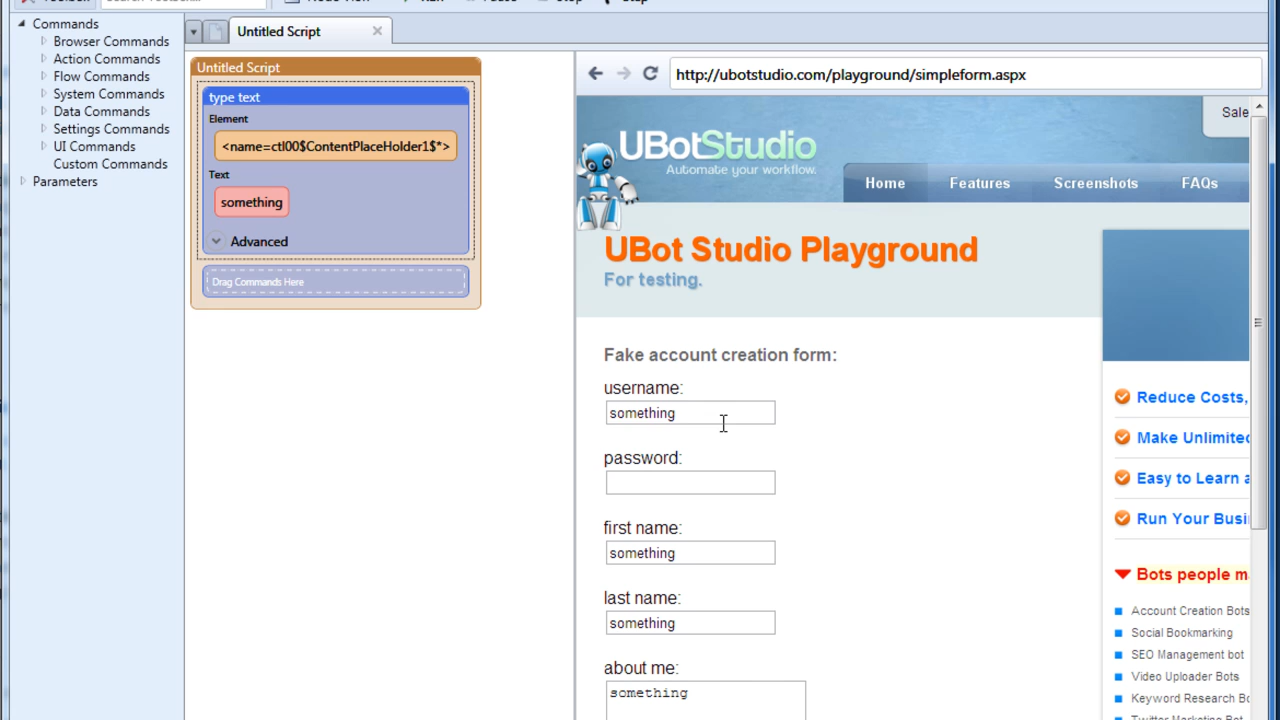 Commands
Browser Commands
Action Commands
Flow Commands
System Commands
Data Commands
Settings Commands
UI Commands
Custom Commands
Parameters
Untitled Script
Untitled Script
type text
Element
<name=ctl00$ContentPlaceHolder1$*>
Text
something
Advanced
Drag Commands Here
http://ubotstudio.com/playground/simpleform.aspx
Sale
UBotStudio
Automate your workflow.
Home Features Screenshots FAQs
UBot Studio Playground
For testing.
Fake account creation form:
username:
something
password:
first name:
something
last name:
something
about me:
something
Reduce Costs,
Make Unlimited
Easy to Learn a
Run Your Busi
Bots people m
Account Creation Bots
Social Bookmarking
SEO Management bot
Video Uploader Bots
Keyword Research Bo